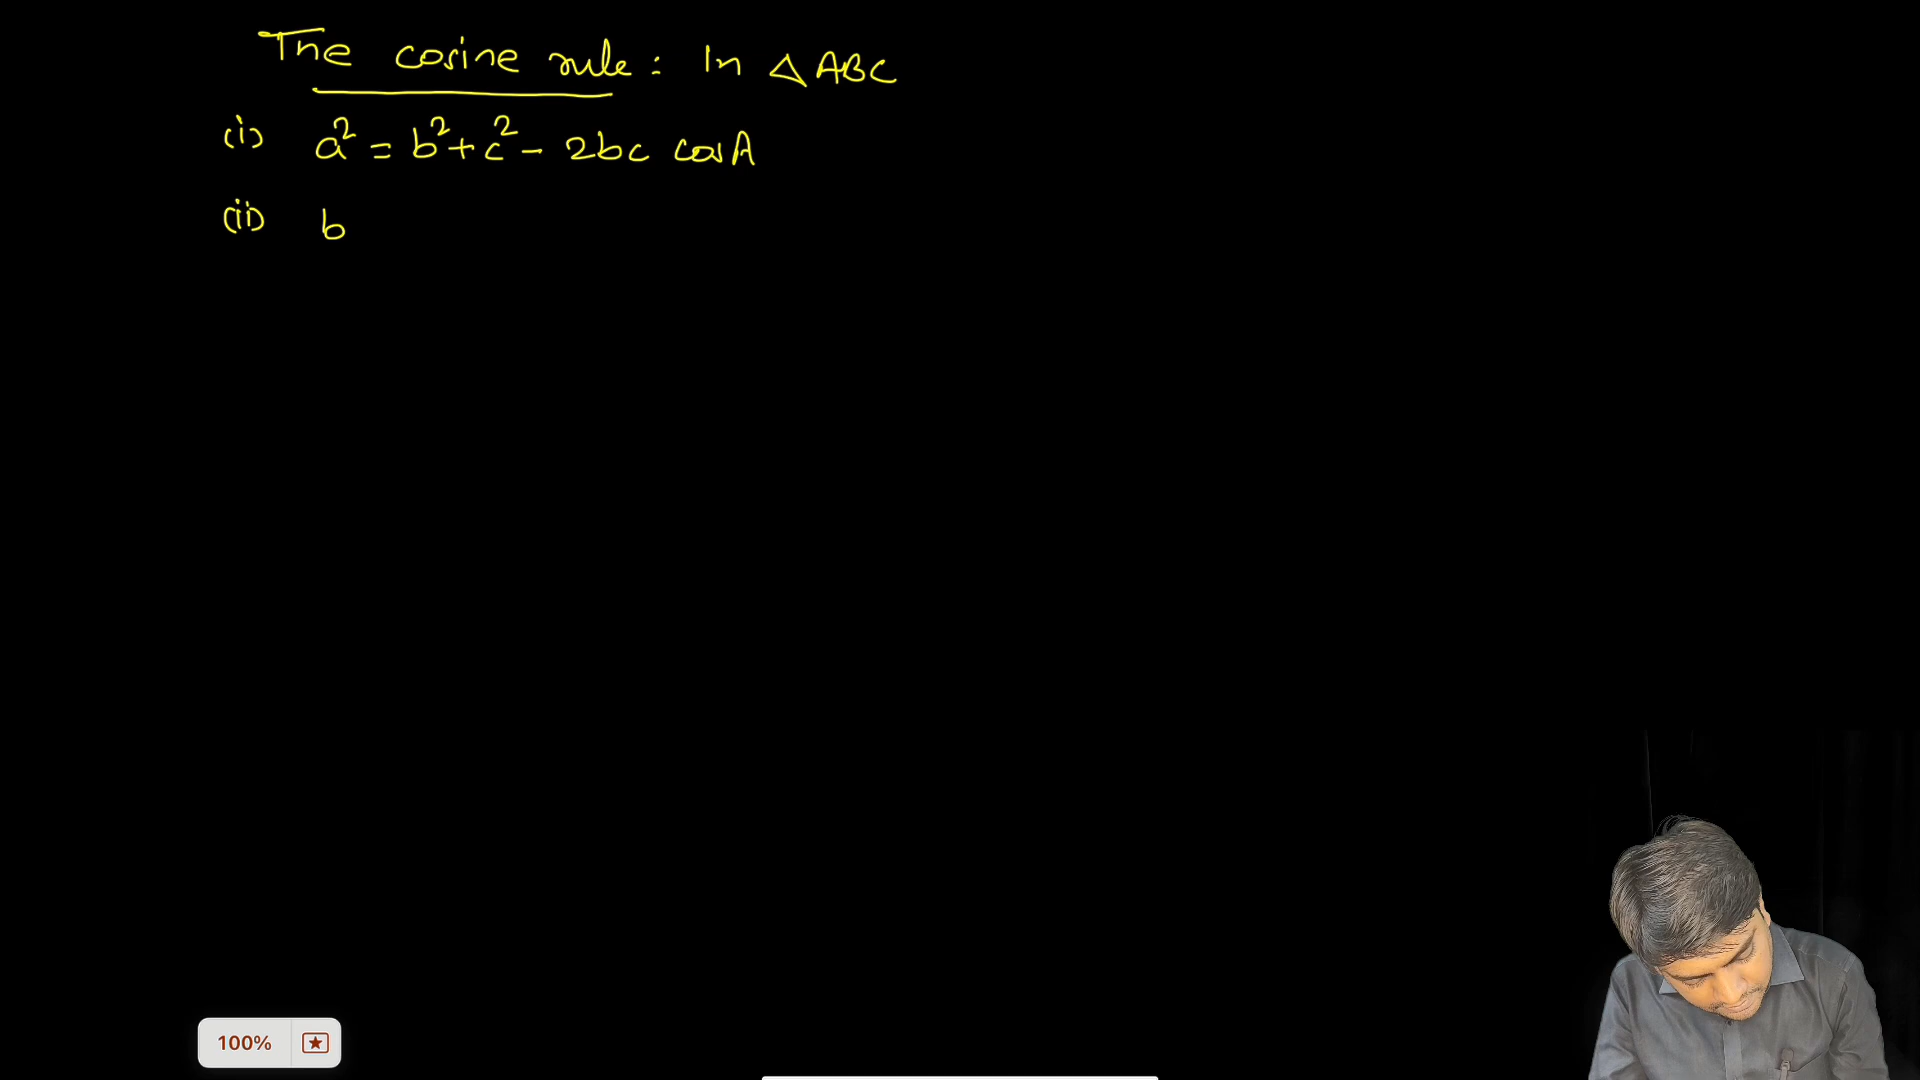 The cosine rule : In △ABC
(i) a² = b² + c² - 2bc cosA
(ii) b
100%